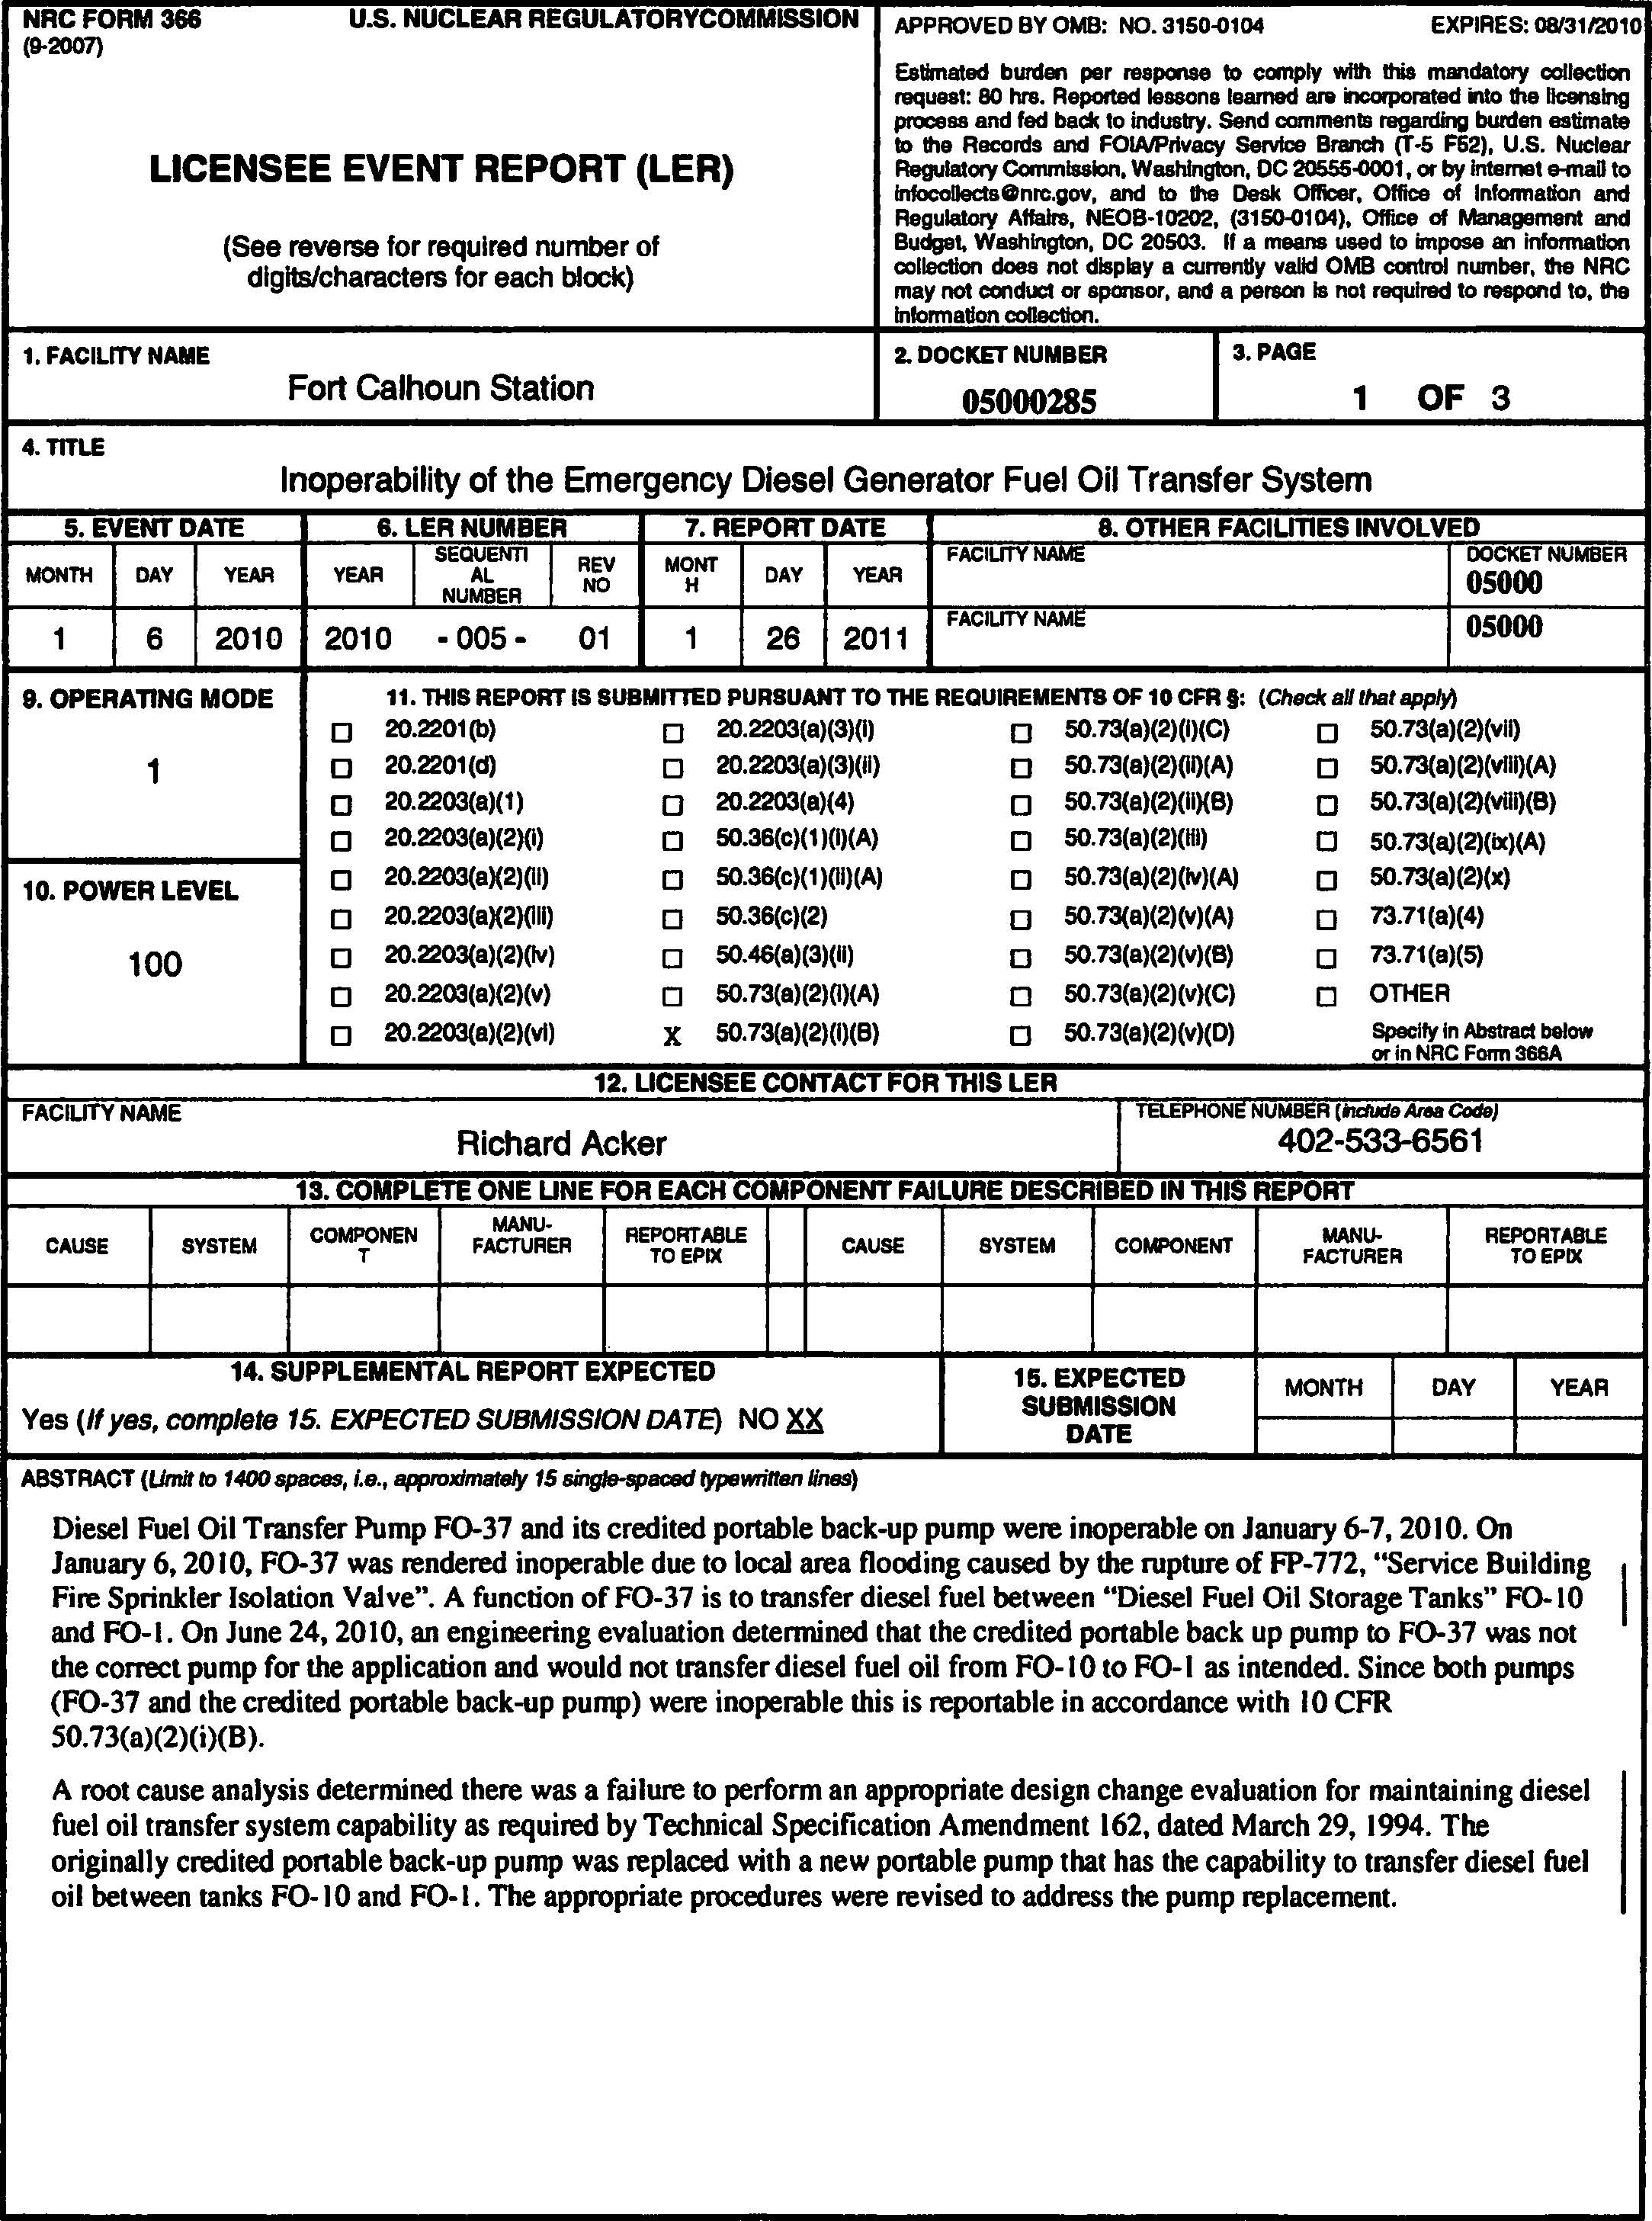 NRC FORM 366 U.S. NUCLEAR REGULATORYCOMMISSION
(9-2007)
LICENSEE EVENT REPORT (LER)
(See reverse for required number of
digits/characters for each block)
APPROVED BY OMB: NO. 3150-0104 EXPIRES: 08/31/2010
Estimated burden per response to comply with this mandatory collection
request: 80 hrs. Reported lessons learned are incorporated into the licensing
process and fed back to industry. Send comments regarding burden estimate
to the Records and FOIA/Privacy Service Branch (T-5 F52), U.S. Nuclear
Regulatory Commission, Washington, DC 20555-0001, or by internet e-mail to
infocollects@nrc.gov, and to the Desk Officer, Office of Information and
Regulatory Affairs, NEOB-10202, (3150-0104), Office of Management and
Budget, Washington, DC 20503. If a means used to impose an information
collection does not display a currently valid OMB control number, the NRC
may not conduct or sponsor, and a person is not required to respond to, the
information collection.
1. FACILITY NAME 2. DOCKET NUMBER 3. PAGE
Fort Calhoun Station 05000285 1 OF 3
4. TITLE
Inoperability of the Emergency Diesel Generator Fuel Oil Transfer System
5. EVENT DATE 6. LER NUMBER 7. REPORT DATE 8. OTHER FACILITIES INVOLVED
MONTH DAY YEAR YEAR SEQUENTI
AL
NUMBER REV
NO MONT
H DAY YEAR FACILITY NAME DOCKET NUMBER
05000
1 6 2010 2010 - 005 - 01 1 26 2011 FACILITY NAME 05000
9. OPERATING MODE 11. THIS REPORT IS SUBMITTED PURSUANT TO THE REQUIREMENTS OF 10 CFR §: (Check all that apply)
1
☐ 20.2201(b) ☐ 20.2203(a)(3)(i) ☐ 50.73(a)(2)(i)(C) ☐ 50.73(a)(2)(vii)
☐ 20.2201(d) ☐ 20.2203(a)(3)(ii) ☐ 50.73(a)(2)(ii)(A) ☐ 50.73(a)(2)(viii)(A)
☐ 20.2203(a)(1) ☐ 20.2203(a)(4) ☐ 50.73(a)(2)(ii)(B) ☐ 50.73(a)(2)(viii)(B)
☐ 20.2203(a)(2)(i) ☐ 50.36(c)(1)(i)(A) ☐ 50.73(a)(2)(iii) ☐ 50.73(a)(2)(ix)(A)
10. POWER LEVEL
100
☐ 20.2203(a)(2)(ii) ☐ 50.36(c)(1)(ii)(A) ☐ 50.73(a)(2)(iv)(A) ☐ 50.73(a)(2)(x)
☐ 20.2203(a)(2)(iii) ☐ 50.36(c)(2) ☐ 50.73(a)(2)(v)(A) ☐ 73.71(a)(4)
☐ 20.2203(a)(2)(iv) ☐ 50.46(a)(3)(ii) ☐ 50.73(a)(2)(v)(B) ☐ 73.71(a)(5)
☐ 20.2203(a)(2)(v) ☐ 50.73(a)(2)(i)(A) ☐ 50.73(a)(2)(v)(C) ☐ OTHER
☐ 20.2203(a)(2)(vi) X 50.73(a)(2)(i)(B) ☐ 50.73(a)(2)(v)(D) Specify in Abstract below
or in NRC Form 366A
12. LICENSEE CONTACT FOR THIS LER
FACILITY NAME TELEPHONE NUMBER (Include Area Code)
Richard Acker 402-533-6561
13. COMPLETE ONE LINE FOR EACH COMPONENT FAILURE DESCRIBED IN THIS REPORT
CAUSE SYSTEM COMPONEN
T MANU-
FACTURER REPORTABLE
TO EPIX CAUSE SYSTEM COMPONENT MANU-
FACTURER REPORTABLE
TO EPIX
14. SUPPLEMENTAL REPORT EXPECTED
Yes (If yes, complete 15. EXPECTED SUBMISSION DATE) NO XX
15. EXPECTED
SUBMISSION
DATE
MONTH DAY YEAR
ABSTRACT (Limit to 1400 spaces, i.e., approximately 15 single-spaced typewritten lines)
Diesel Fuel Oil Transfer Pump FO-37 and its credited portable back-up pump were inoperable on January 6-7, 2010. On
January 6, 2010, FO-37 was rendered inoperable due to local area flooding caused by the rupture of FP-772, “Service Building
Fire Sprinkler Isolation Valve”. A function of FO-37 is to transfer diesel fuel between “Diesel Fuel Oil Storage Tanks” FO-10
and FO-1. On June 24, 2010, an engineering evaluation determined that the credited portable back up pump to FO-37 was not
the correct pump for the application and would not transfer diesel fuel oil from FO-10 to FO-1 as intended. Since both pumps
(FO-37 and the credited portable back-up pump) were inoperable this is reportable in accordance with 10 CFR
50.73(a)(2)(i)(B).
A root cause analysis determined there was a failure to perform an appropriate design change evaluation for maintaining diesel
fuel oil transfer system capability as required by Technical Specification Amendment 162, dated March 29, 1994. The
originally credited portable back-up pump was replaced with a new portable pump that has the capability to transfer diesel fuel
oil between tanks FO-10 and FO-1. The appropriate procedures were revised to address the pump replacement.